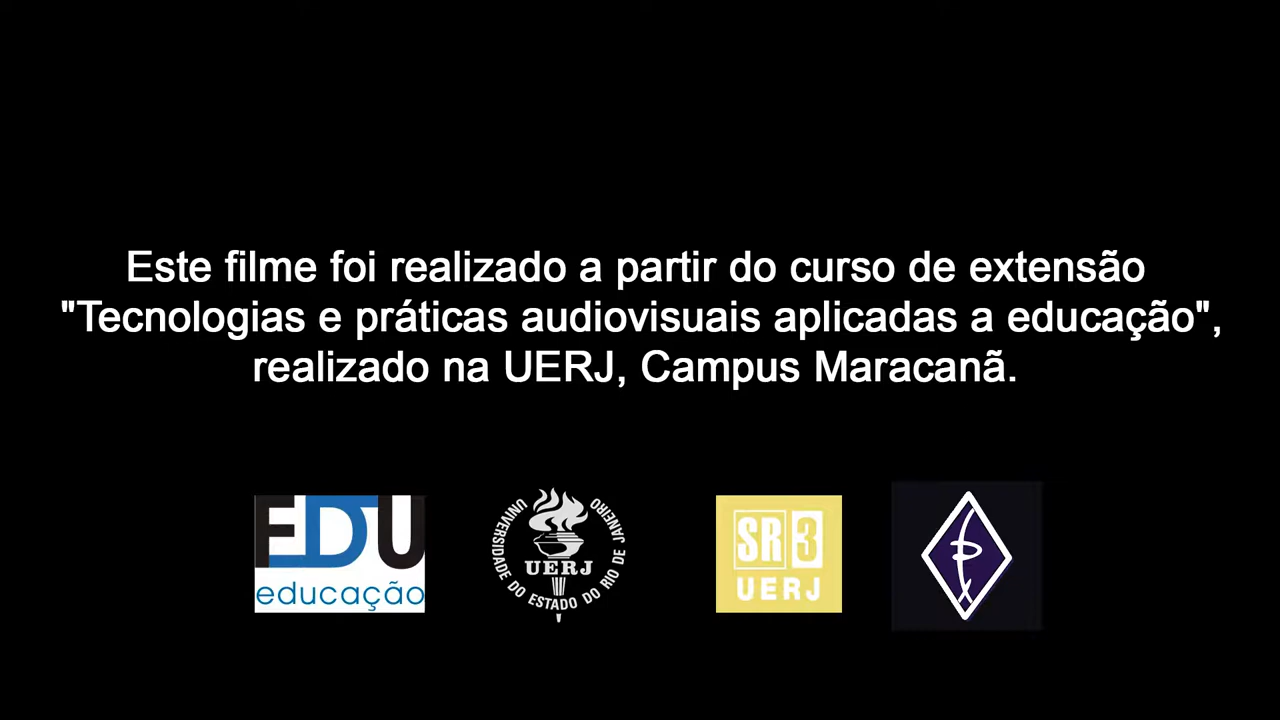 Este filme foi realizado a partir do curso de extensão
"Tecnologias e práticas audiovisuais aplicadas a educação",
realizado na UERJ, Campus Maracanã.
EDU
educação
UNIVERSIDADE DO ESTADO DO RIO DE JANEIRO
UERJ
SR3
UERJ